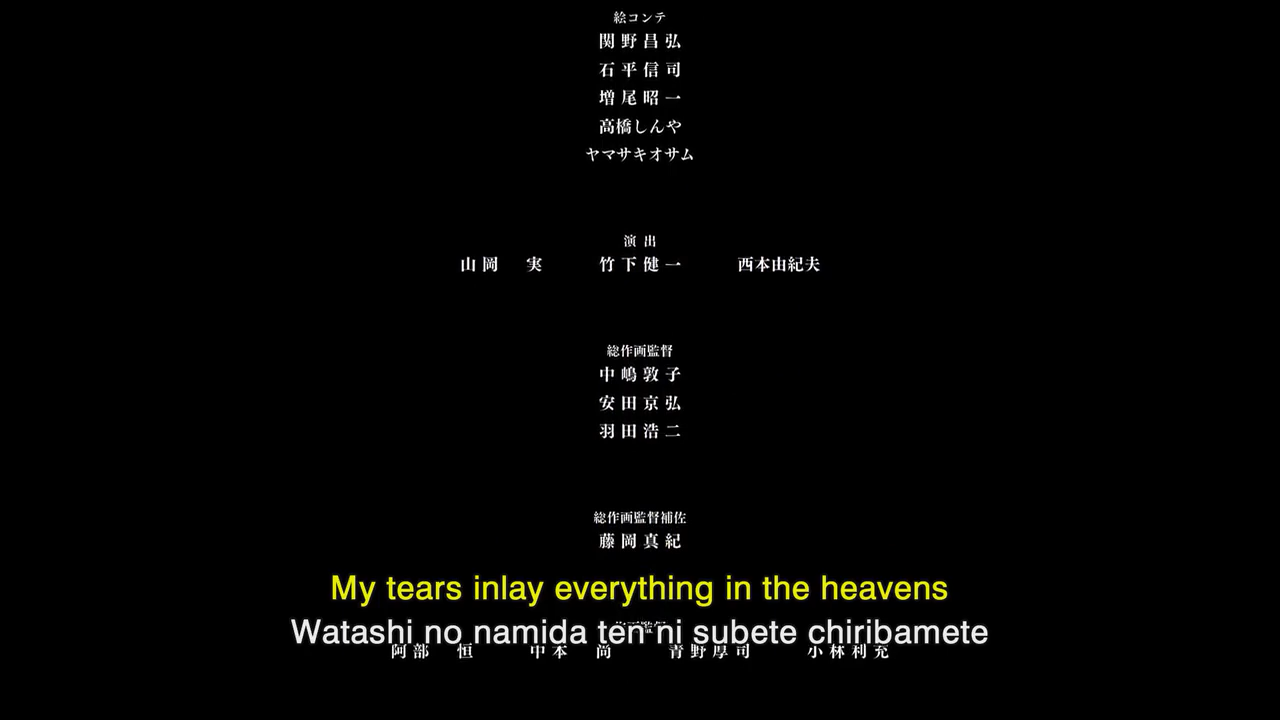 絵コンテ
関野昌弘
石平信司
増尾昭一
高橋しんや
ヤマサキオサム
演出
山岡 実 竹下健一 西本由紀夫
総作画監督
中嶋敦子
安田京弘
羽田浩二
総作画監督補佐
藤岡真紀
My tears inlay everything in the heavens
Watashi no namida ten ni subete chiribamete
阿部 恒 中本 尚 青野厚司 小林利充